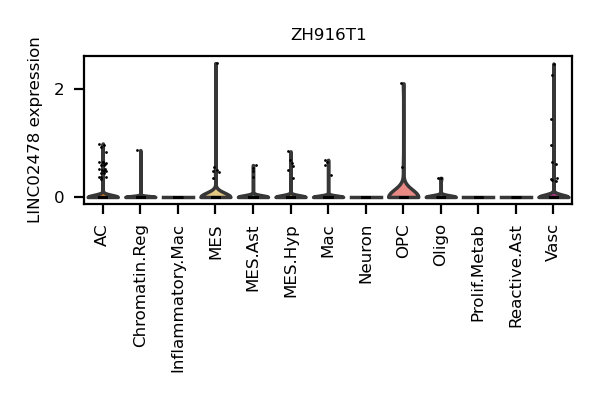 ZH916T1
LINC02478 expression
2
0
AC
Chromatin.Reg
Inflammatory.Mac
MES
MES.Ast
MES.Hyp
Mac
Neuron
OPC
Oligo
Prolif.Metab
Reactive.Ast
Vasc